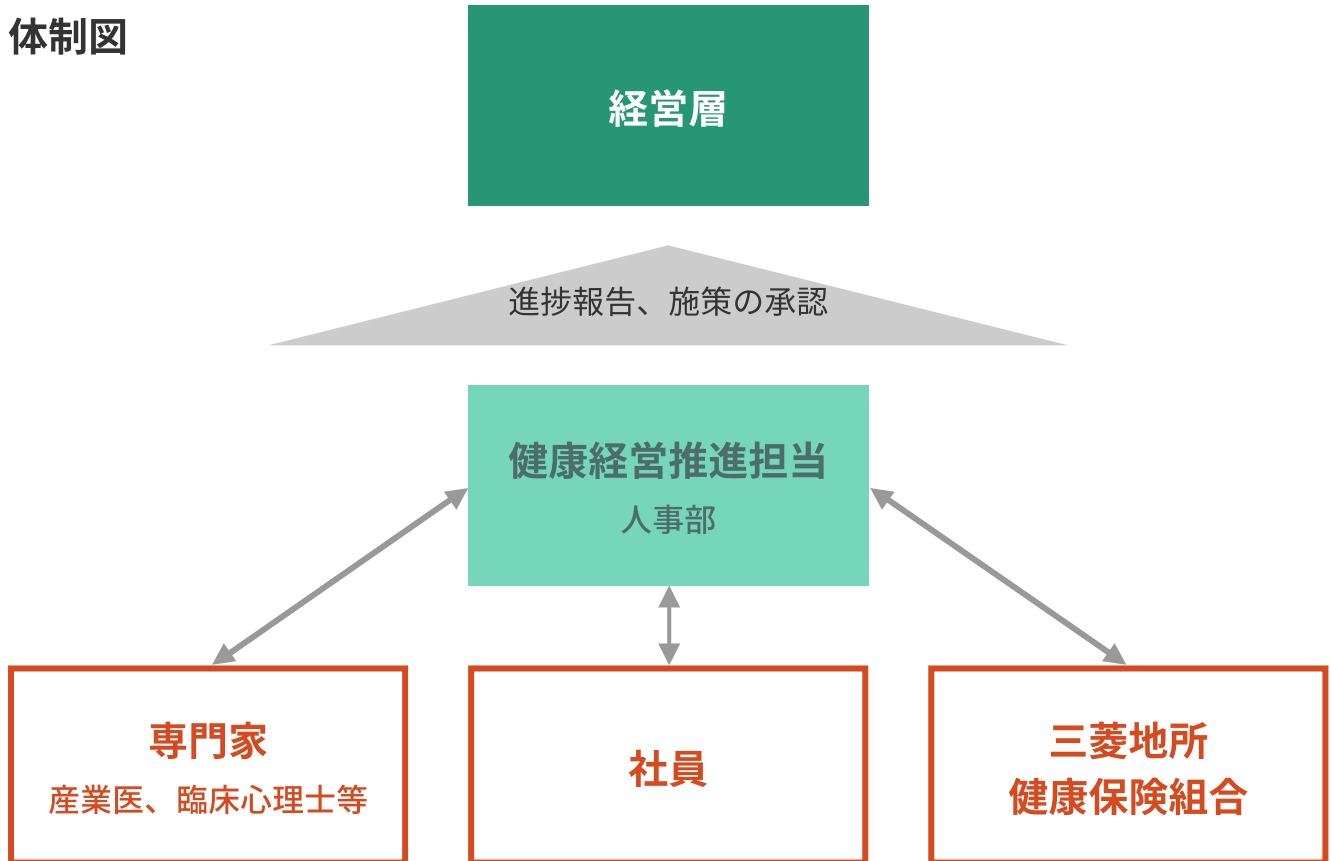 体制図
経営層
進捗報告、施策の承認
健康経営推進担当
人事部
専門家
産業医、臨床心理士等
社員
三菱地所
健康保険組合